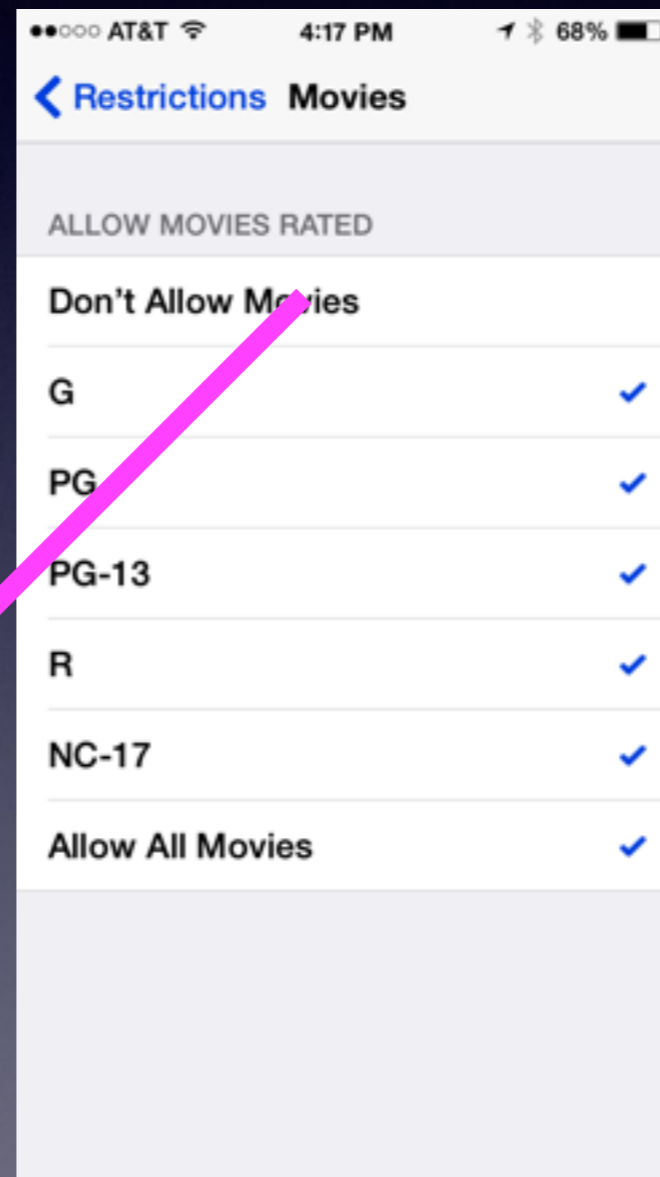 AT&T 4:17 PM 68%
Restrictions Movies
ALLOW MOVIES RATED
Don't Allow Movies
G
PG
PG-13
R
NC-17
Allow All Movies